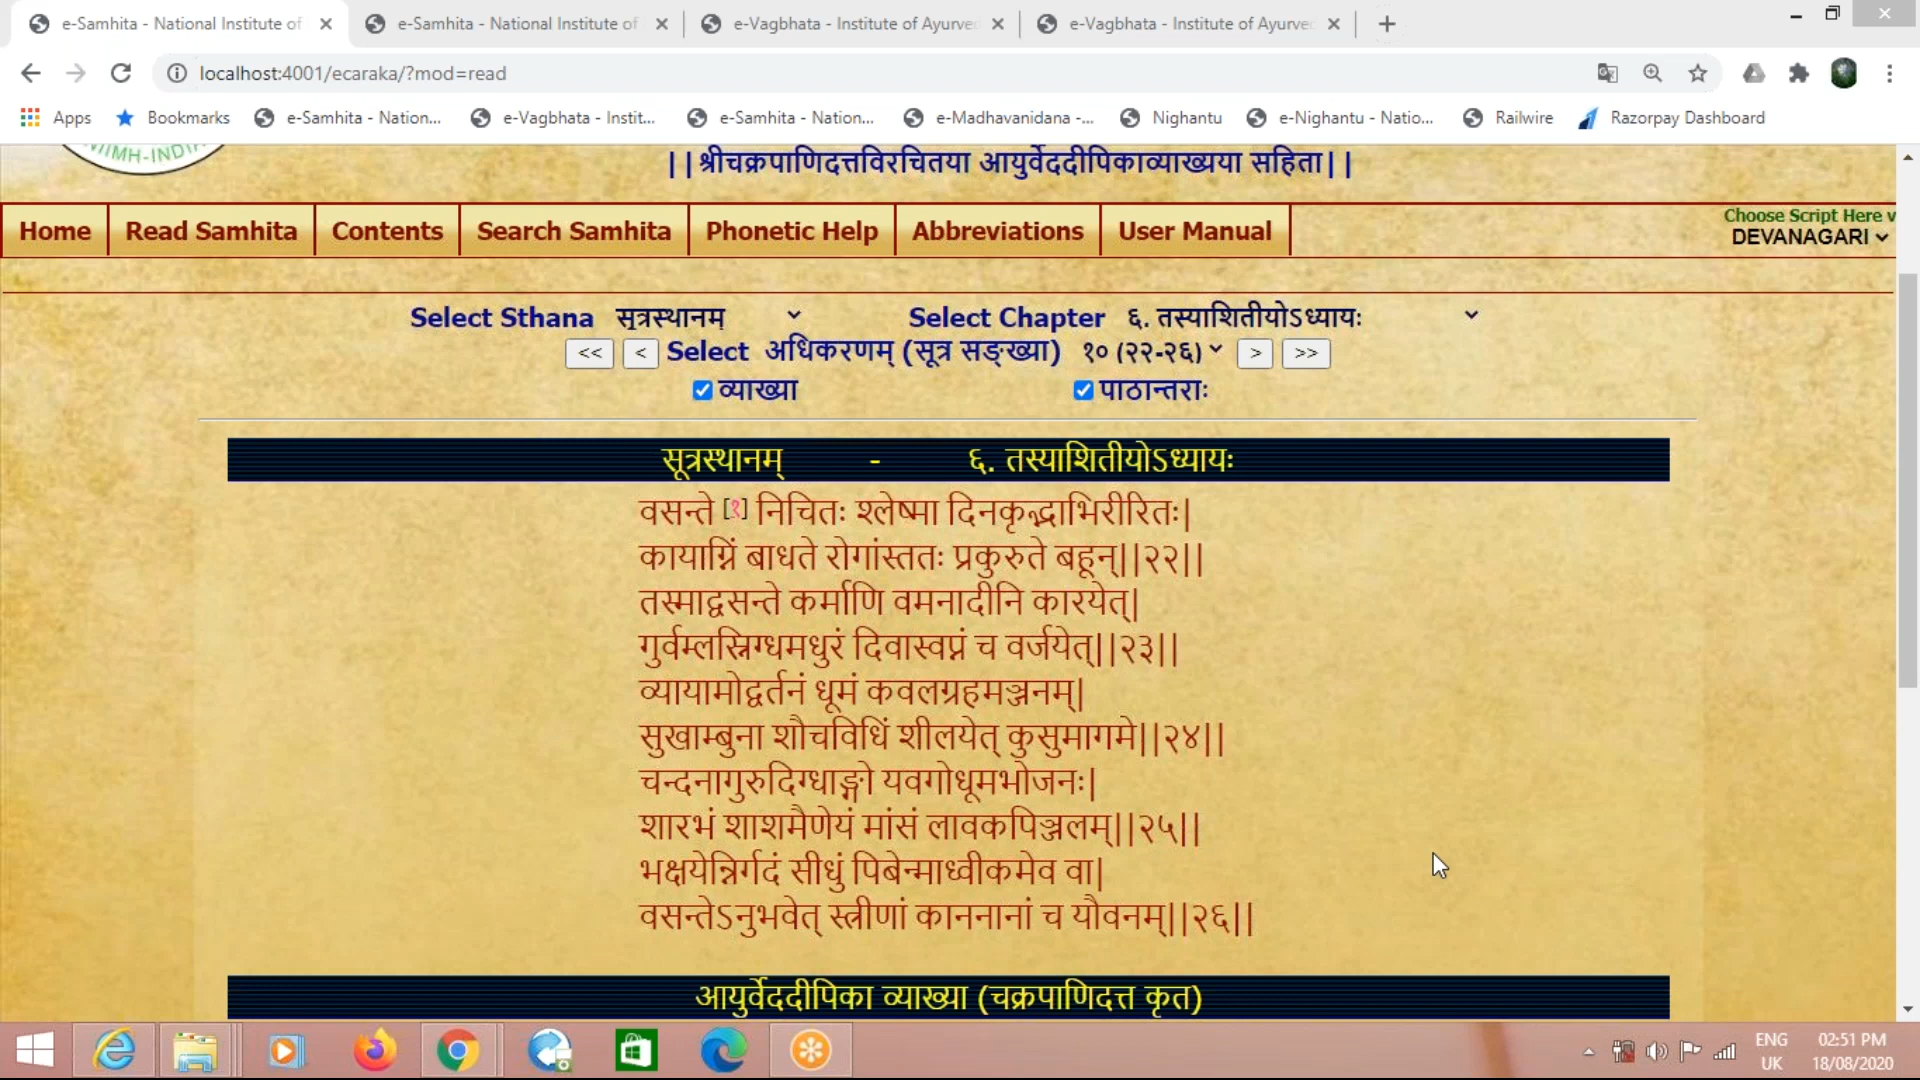 e-Samhita - National Institute of
e-Samhita - National Institute of
e-Vagbhata - Institute of Ayurved
e-Vagbhata - Institute of Ayurved
localhost:4001/ecaraka/?mod=read
Apps
Bookmarks
e-Samhita - Nation...
e-Vagbhata - Instit...
e-Samhita - Nation...
e-Madhavanidana -...
Nighantu
e-Nighantu - Natio...
Railwire
Razorpay Dashboard
NIIMH-INDIA
||श्रीचक्रपाणिदत्तविरचितया आयुर्वेददीपिकाव्याख्यया सहिता||
Home
Read Samhita
Contents
Search Samhita
Phonetic Help
Abbreviations
User Manual
Choose Script Here v
DEVANAGARI
Select Sthana सूत्रस्थानम् Select Chapter ६. तस्याशितीयोऽध्यायः
<< < Select अधिकरणम् (सूत्र सङ्ख्या) १० (२२-२६) > >>
व्याख्या पाठान्तराः
सूत्रस्थानम् - ६. तस्याशितीयोऽध्यायः
वसन्ते [१] निचितः श्लेष्मा दिनकृद्भाभिरीरितः|
कायाग्निं बाधते रोगांस्ततः प्रकुरुते बहून्||२२||
तस्माद्वसन्ते कर्माणि वमनादीनि कारयेत्|
गुर्वम्लस्निग्धमधुरं दिवास्वप्नं च वर्जयेत्||२३||
व्यायामोद्वर्तनं धूमं कवलग्रहमञ्जनम्|
सुखाम्बुना शौचविधिं शीलयेत् कुसुमागमे||२४||
चन्दनागुरुदिग्धाङ्गो यवगोधूमभोजनः|
शारभं शाशमैणेयं मांसं लावकपिञ्जलम्||२५||
भक्षयेन्निर्गदं सीधुं पिबेन्माध्वीकमेव वा|
वसन्तेऽनुभवेत् स्त्रीणां काननानां च यौवनम्||२६||
आयुर्वेददीपिका व्याख्या (चक्रपाणिदत्त कृत)
ENG
UK
02:51 PM
18/08/2020